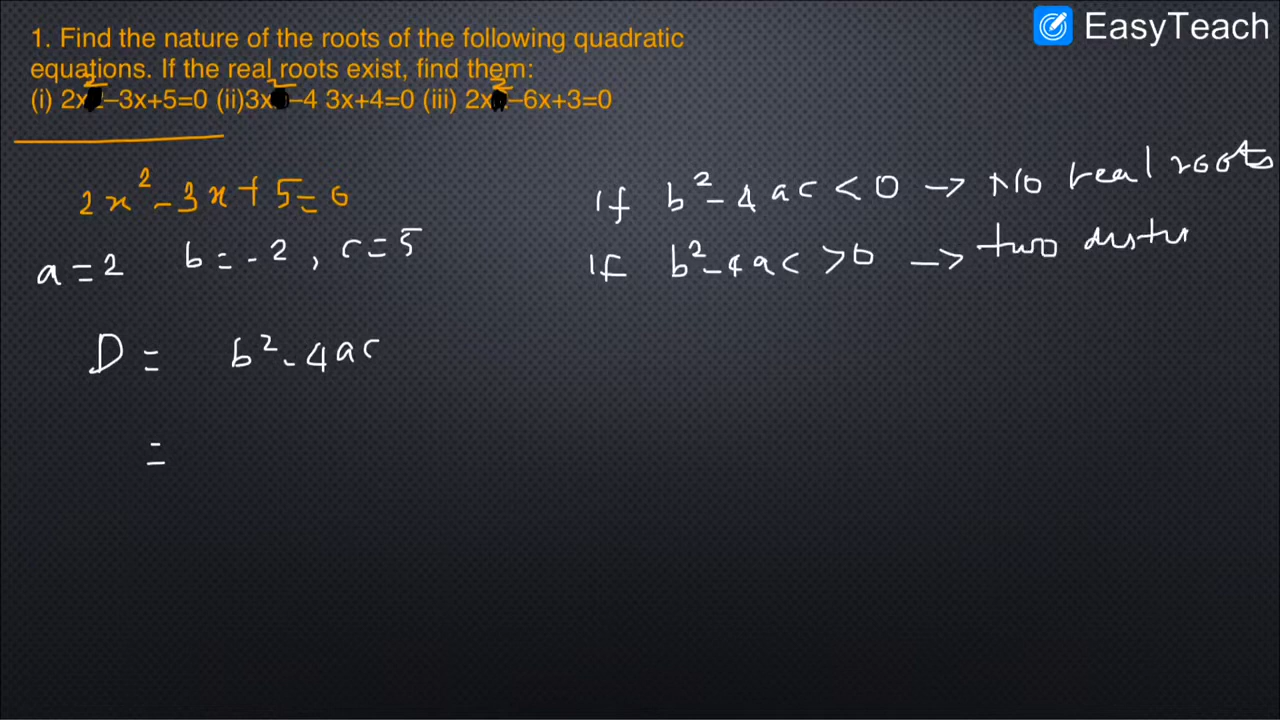 EasyTeach
1. Find the nature of the roots of the following quadratic
equations. If the real roots exist, find them:
(i) 2x²–3x+5=0 (ii)3x²–4 3x+4=0 (iii) 2x²–6x+3=0
2x² - 3x + 5 = 0
a = 2 b = - 2 , c = 5
D = b² - 4ac
=
If b² - 4ac < 0 → No real roots
If b² - 4ac > 0 → two